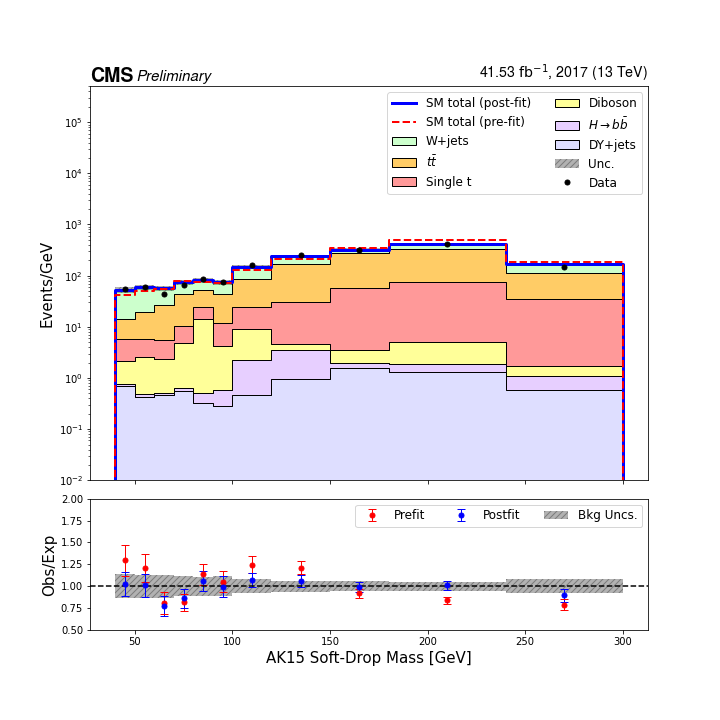 CMS Preliminary
41.53 fb⁻¹, 2017 (13 TeV)
SM total (post-fit)
SM total (pre-fit)
W+jets
tt̄
Single t
Diboson
H→bb̄
DY+jets
Unc.
Data
Events/GeV
10⁵
10⁴
10³
10²
10¹
10⁰
10⁻¹
10⁻²
Prefit
Postfit
Bkg Uncs.
Obs/Exp
2.00
1.75
1.50
1.25
1.00
0.75
0.50
50 100 150 200 250 300
AK15 Soft-Drop Mass [GeV]